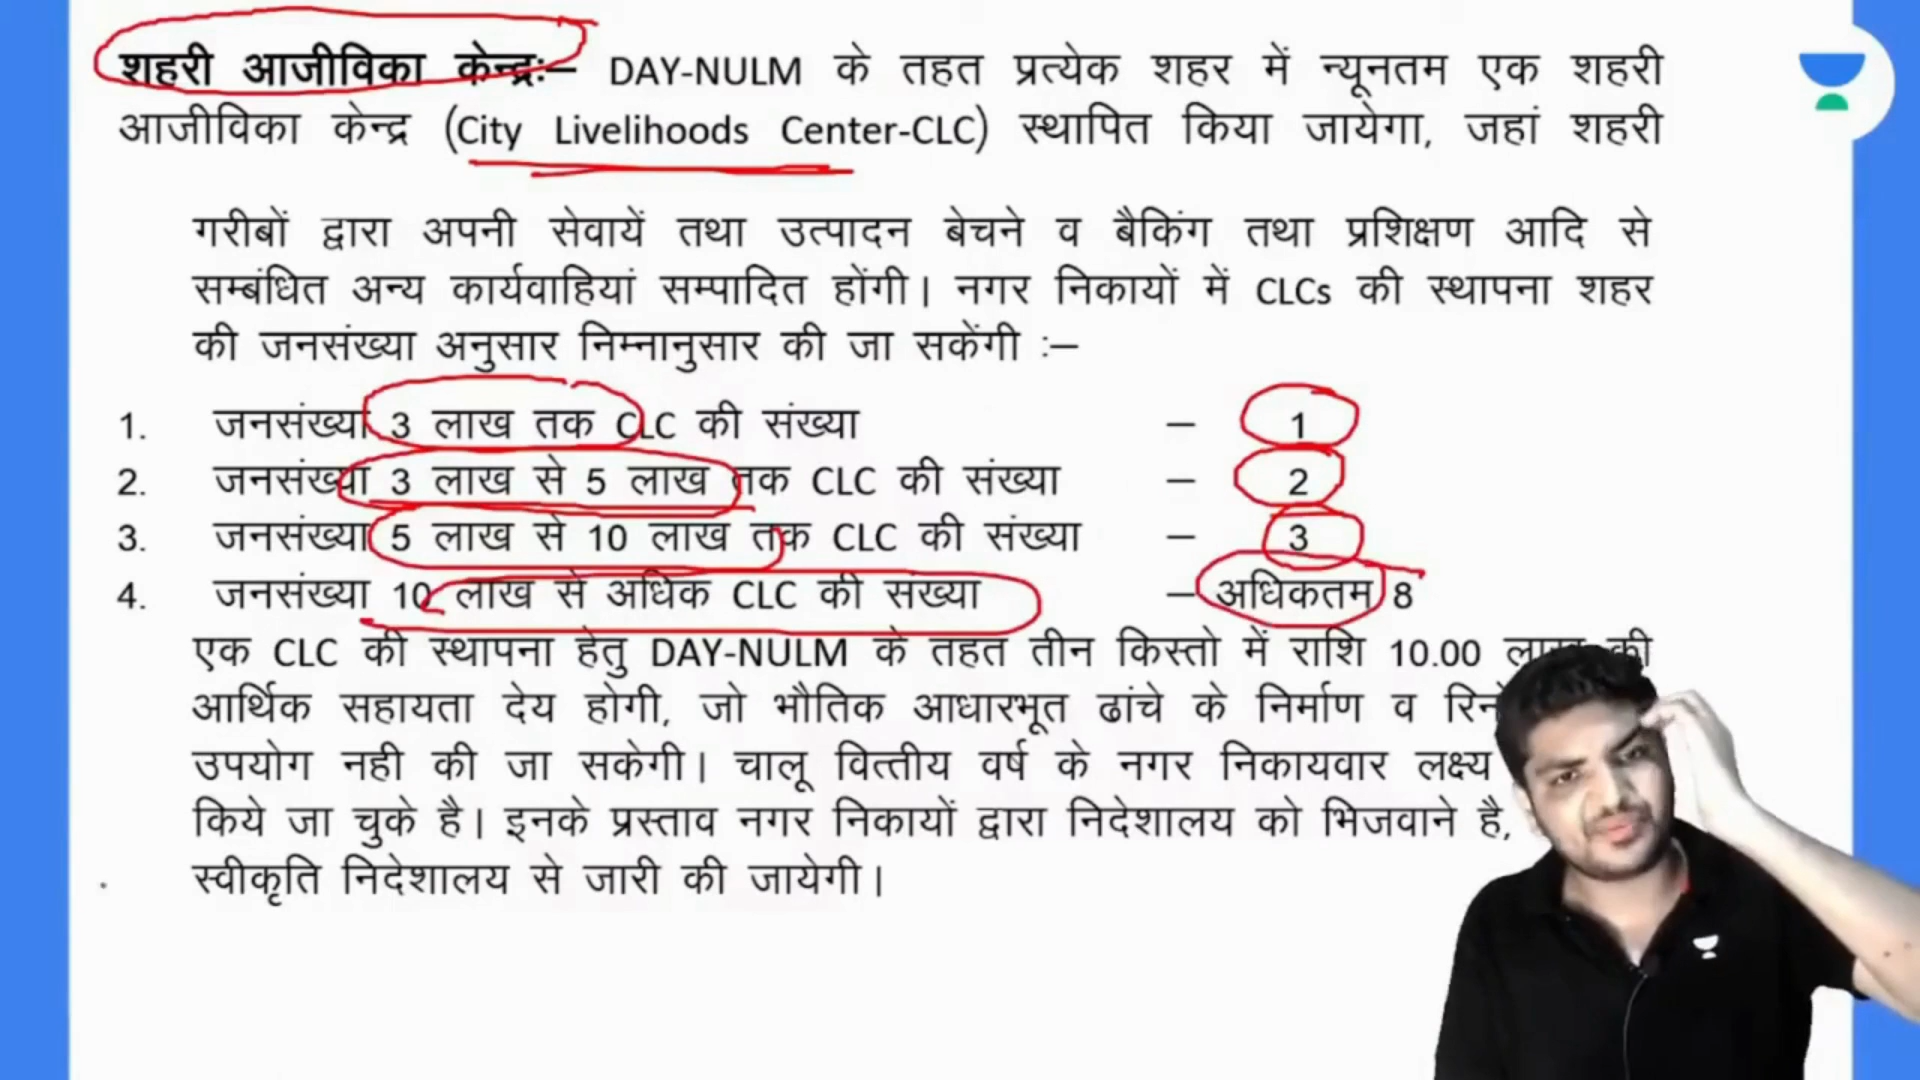 शहरी आजीविका केन्द्रः– DAY-NULM के तहत प्रत्येक शहर में न्यूनतम एक शहरी
आजीविका केन्द्र (City Livelihoods Center-CLC) स्थापित किया जायेगा, जहां शहरी
गरीबों द्वारा अपनी सेवायें तथा उत्पादन बेचने व बैकिंग तथा प्रशिक्षण आदि से
सम्बंधित अन्य कार्यवाहियां सम्पादित होंगी। नगर निकायों में CLCs की स्थापना शहर
की जनसंख्या अनुसार निम्नानुसार की जा सकेंगी :–
1. जनसंख्या 3 लाख तक CLC की संख्या – 1
2. जनसंख्या 3 लाख से 5 लाख तक CLC की संख्या – 2
3. जनसंख्या 5 लाख से 10 लाख तक CLC की संख्या – 3
4. जनसंख्या 10 लाख से अधिक CLC की संख्या – अधिकतम 8
एक CLC की स्थापना हेतु DAY-NULM के तहत तीन किस्तो में राशि 10.00 की
आर्थिक सहायता देय होगी, जो भौतिक आधारभूत ढांचे के निर्माण व
उपयोग नही की जा सकेगी। चालू वित्तीय वर्ष के नगर निकायवार लक्ष्य
किये जा चुके है। इनके प्रस्ताव नगर निकायों द्वारा निदेशालय को भिजवाने है,
स्वीकृति निदेशालय से जारी की जायेगी।